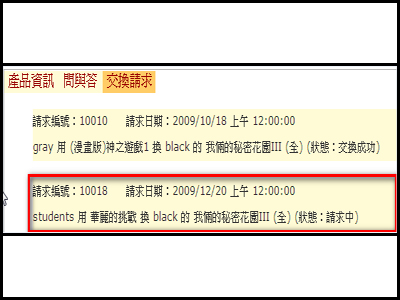 產品資訊 問與答 交換請求
請求編號：10010 請求日期：2009/10/18 上午 12:00:00
gray 用 (漫畫版)神之遊戲1 換 black 的 我倆的秘密花園III (全) (狀態：交換成功)
請求編號：10018 請求日期：2009/12/20 上午 12:00:00
students 用 華麗的挑戰 換 black 的 我倆的秘密花園III (全) (狀態：請求中)